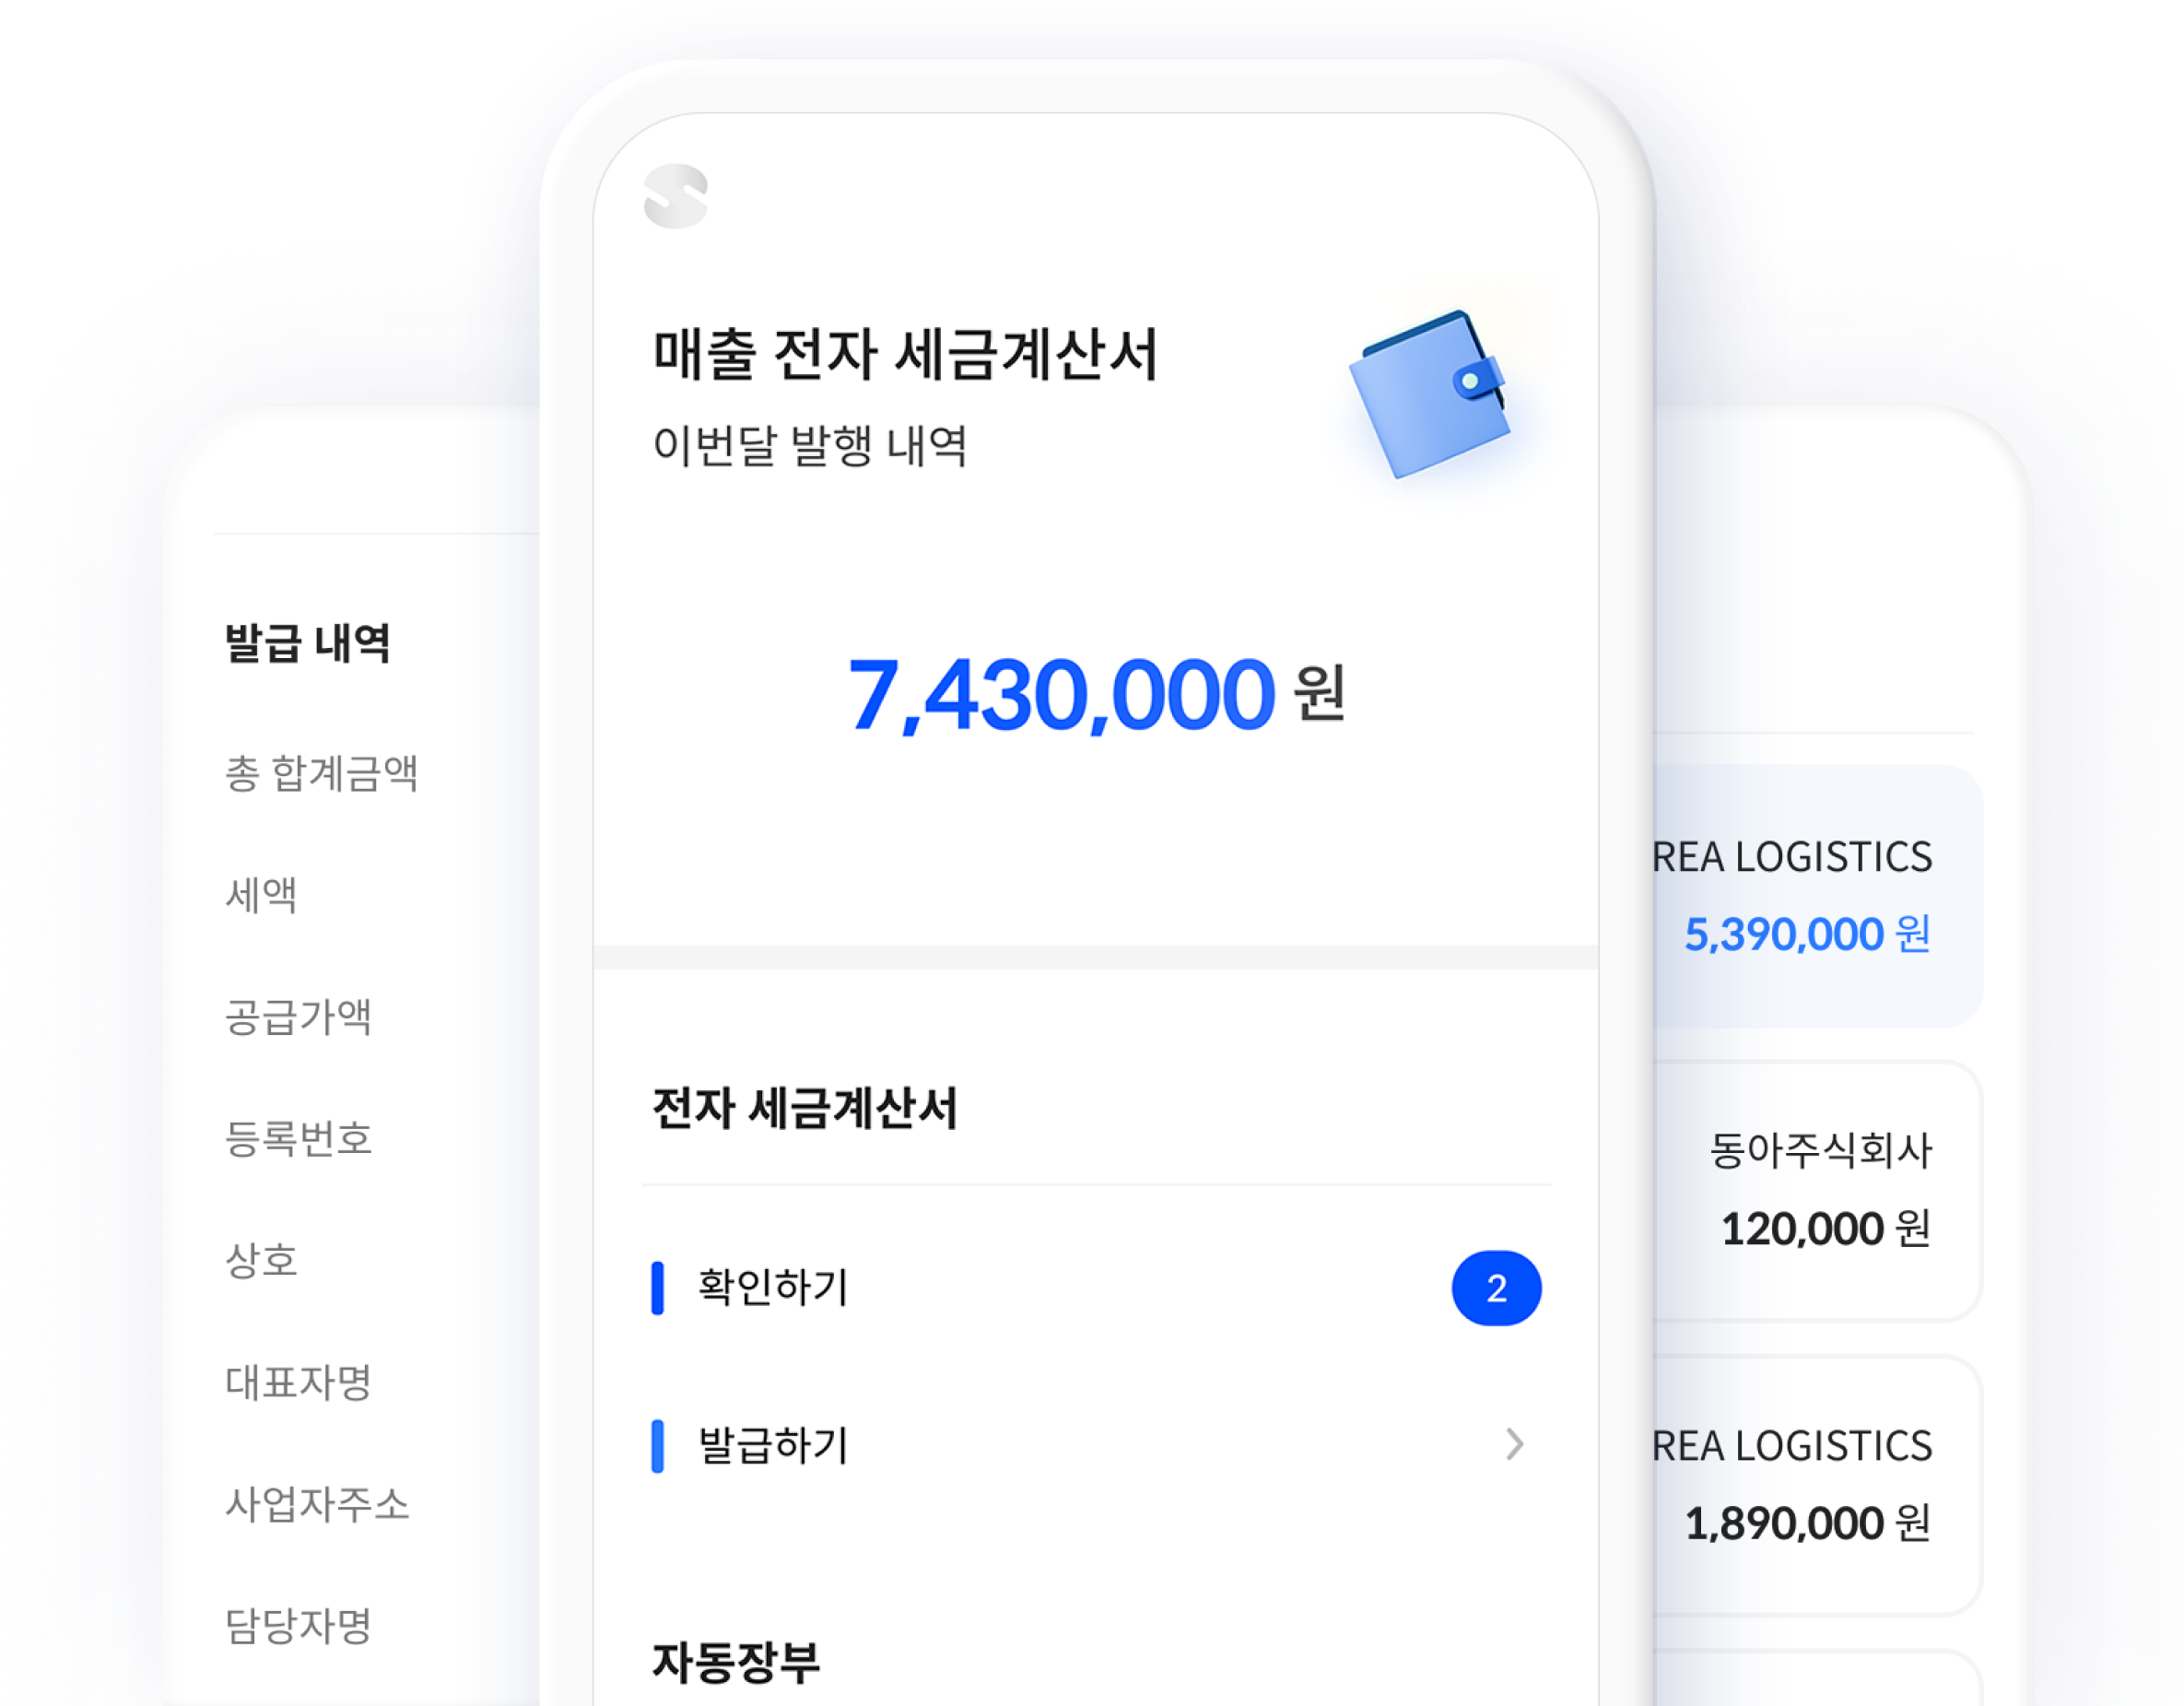 매출 전자 세금계산서
이번달 발행 내역
7,430,000 원
전자 세금계산서
확인하기
2
발급하기
자동장부
발급 내역
총 합계금액
세액
공급가액
등록번호
상호
대표자명
사업자주소
담당자명
REA LOGISTICS
5,390,000 원
동아주식회사
120,000 원
REA LOGISTICS
1,890,000 원